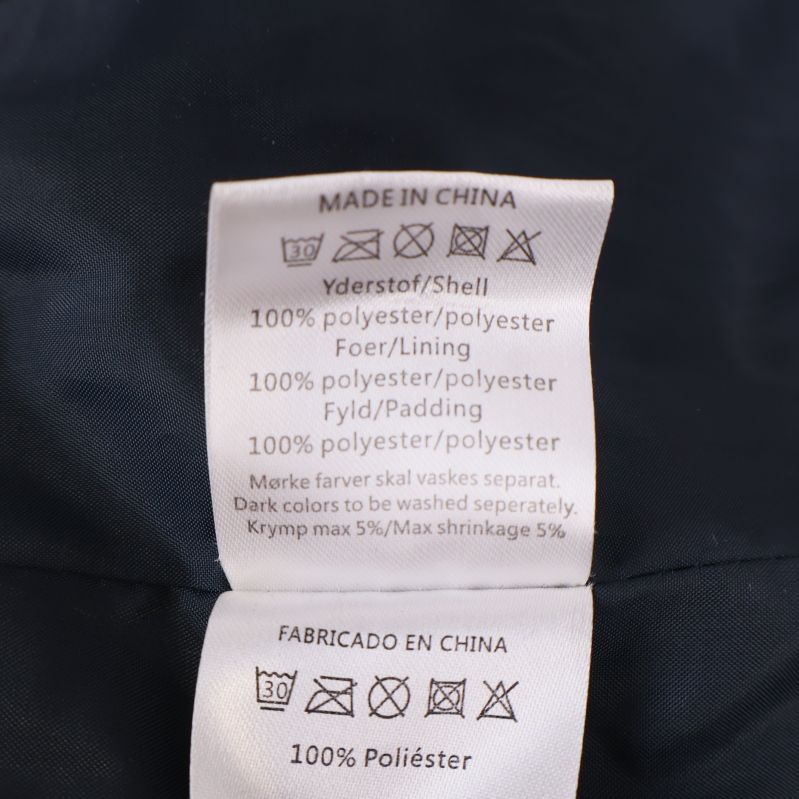 MADE IN CHINA
30
Yderstof/Shell
100% polyester/polyester
Foer/Lining
100% polyester/polyester
Fyld/Padding
100% polyester/polyester
Mørke farver skal vaskes separat.
Dark colors to be washed seperately.
Krymp max 5%/Max shrinkage 5%
FABRICADO EN CHINA
30
100% Poliéster